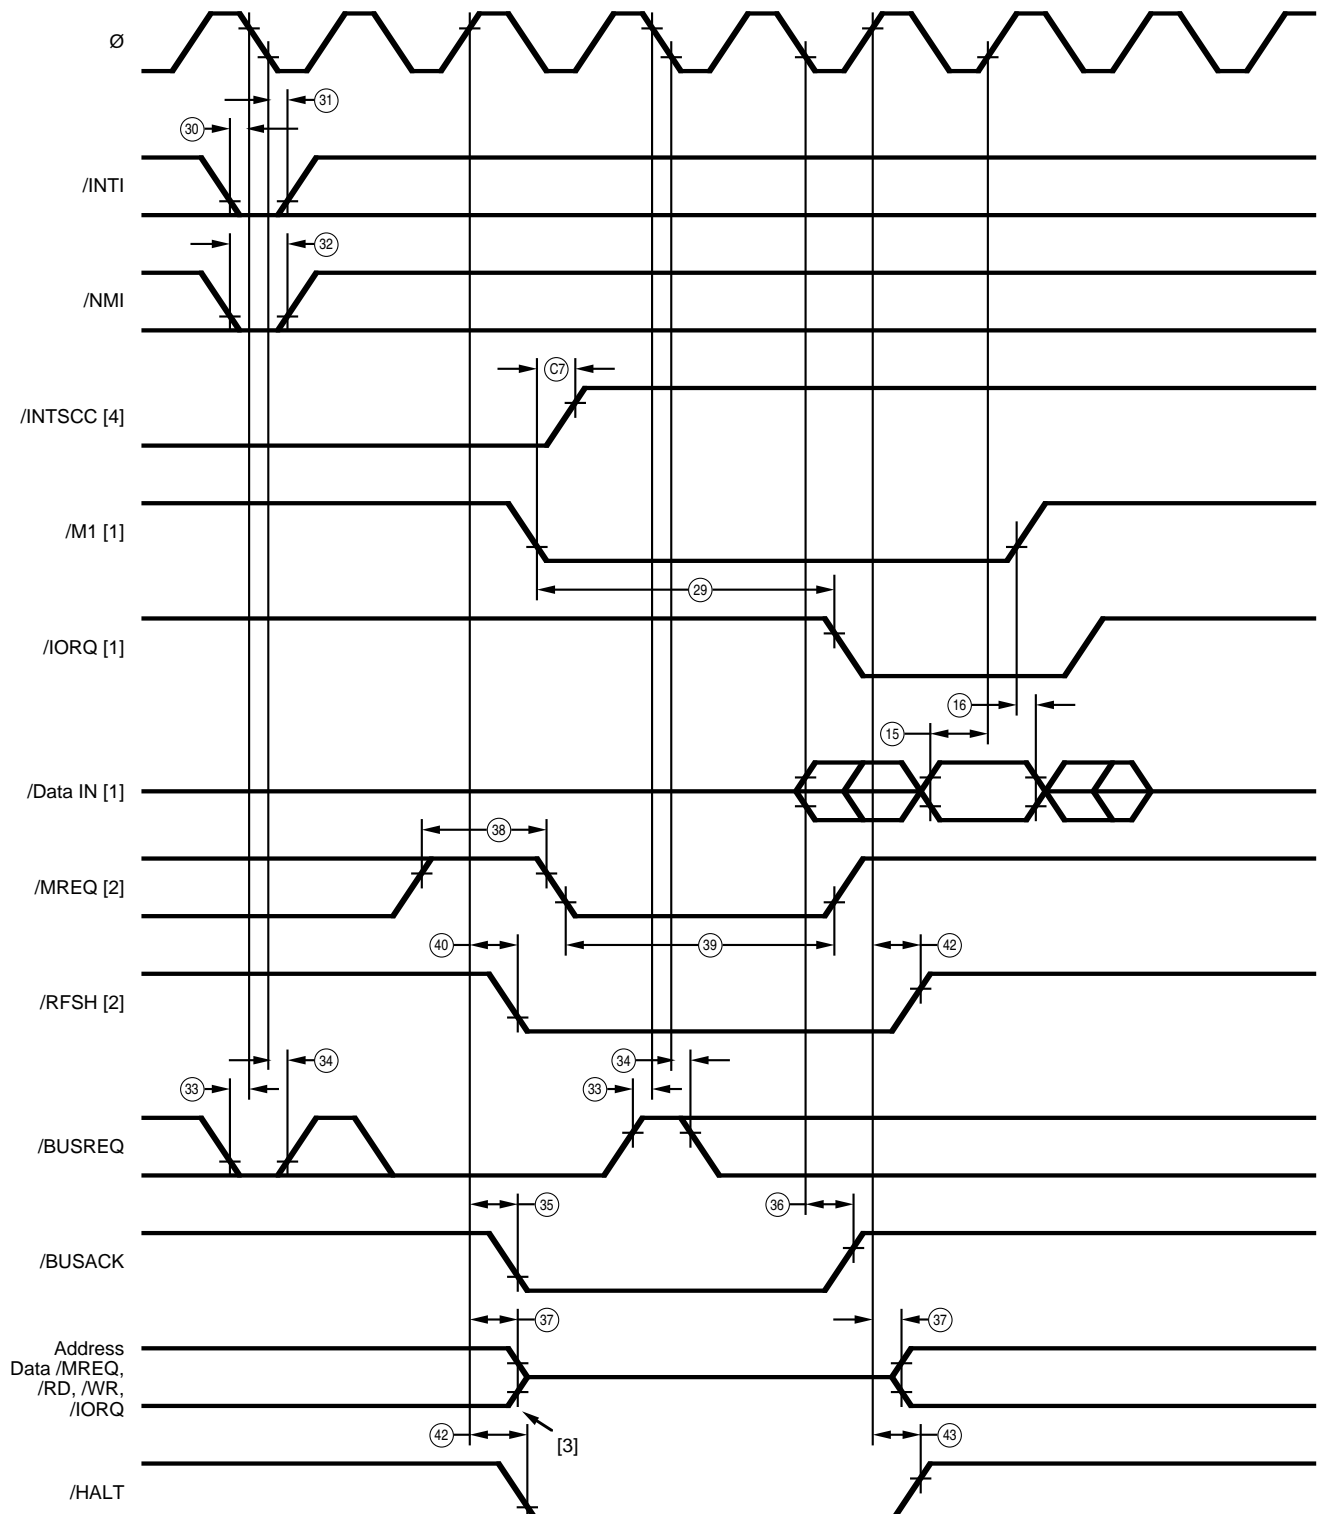 Ø
31
30
/INTI
32
/NMI
C7
/INTSCC [4]
/M1 [1]
29
/IORQ [1]
16
15
/Data IN [1]
38
/MREQ [2]
40
39
42
/RFSH [2]
34
34
33
33
/BUSREQ
35
36
/BUSACK
37
37
Address
Data /MREQ,
/RD, /WR,
/IORQ
42
[3]
43
/HALT